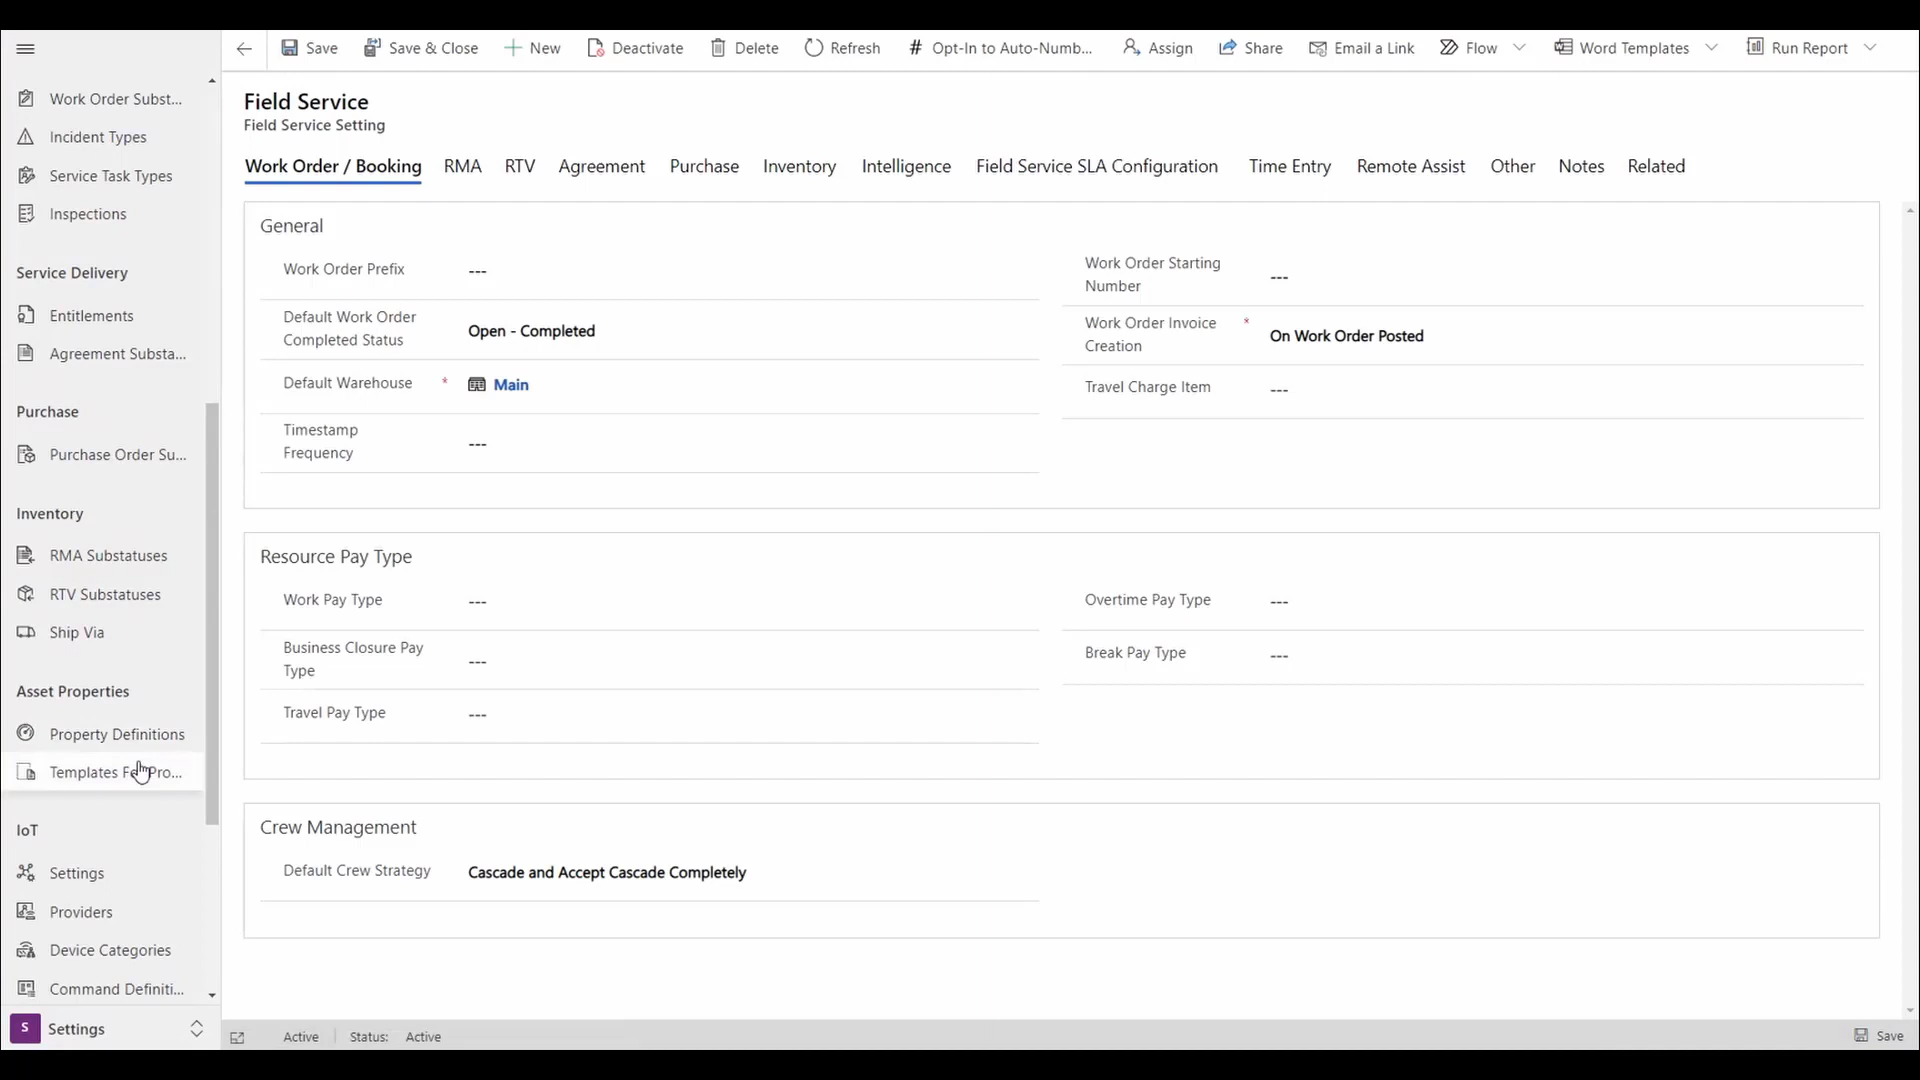 Save
Save & Close
New
Deactivate
Delete
Refresh
# Opt-In to Auto-Numb...
Assign
Share
Email a Link
Flow
Word Templates
Run Report
Work Order Subst...
Incident Types
Service Task Types
Inspections
Service Delivery
Entitlements
Agreement Substa...
Purchase
Purchase Order Su...
Inventory
RMA Substatuses
RTV Substatuses
Ship Via
Asset Properties
Property Definitions
Templates Pro...
IoT
Settings
Providers
Device Categories
Command Definiti...
S Settings
Field Service
Field Service Setting
Work Order / Booking
RMA
RTV
Agreement
Purchase
Inventory
Intelligence
Field Service SLA Configuration
Time Entry
Remote Assist
Other
Notes
Related
General
Work Order Prefix
---
Default Work Order
Completed Status
Open - Completed
Default Warehouse *
Main
Timestamp
Frequency
---
Work Order Starting
Number
---
Work Order Invoice *
Creation
On Work Order Posted
Travel Charge Item
---
Resource Pay Type
Work Pay Type
---
Business Closure Pay
Type
---
Travel Pay Type
---
Overtime Pay Type
---
Break Pay Type
---
Crew Management
Default Crew Strategy
Cascade and Accept Cascade Completely
Active
Status: Active
Save